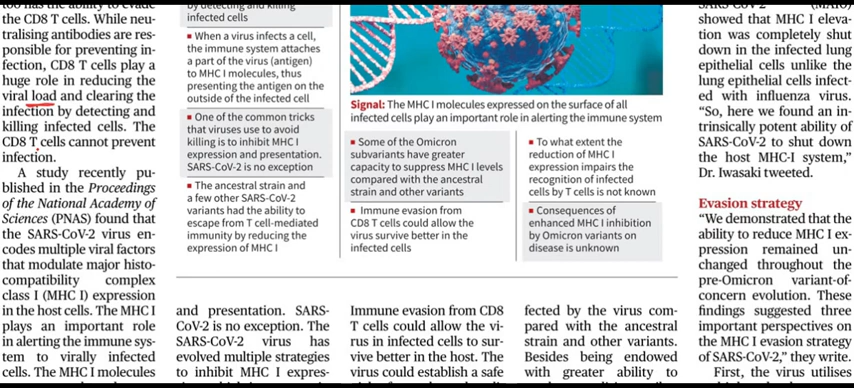 the CD8 T cells. While neu-
tralising antibodies are res-
ponsible for preventing in-
fection, CD8 T cells play a
huge role in reducing the
viral load and clearing the
infection by detecting and
killing infected cells. The
CD8 T cells cannot prevent
infection.
A study recently pu-
blished in the Proceedings
of the National Academy of
Sciences (PNAS) found that
the SARS-CoV-2 virus en-
codes multiple viral factors
that modulate major histo-
compatibility complex
class I (MHC I) expression
in the host cells. The MHC I
plays an important role
in alerting the immune sys-
tem to virally infected
cells. The MHC I molecules
by detecting and killing
infected cells
When a virus infects a cell,
the immune system attaches
a part of the virus (antigen)
to MHC I molecules, thus
presenting the antigen on the
outside of the infected cell
One of the common tricks
that viruses use to avoid
killing is to inhibit MHC I
expression and presentation.
SARS-CoV-2 is no exception
The ancestral strain and
a few other SARS-CoV-2
variants had the ability to
escape from T cell-mediated
immunity by reducing the
expression of MHC I
Signal: The MHC I molecules expressed on the surface of all
infected cells play an important role in alerting the immune system
Some of the Omicron
subvariants have greater
capacity to suppress MHC I levels
compared with the ancestral
strain and other variants
Immune evasion from
CD8 T cells could allow the
virus survive better in the
infected cells
To what extent the
reduction of MHC I
expression impairs the
recognition of infected
cells by T cells is not known
Consequences of
enhanced MHC I inhibition
by Omicron variants on
disease is unknown
and presentation. SARS-
CoV-2 is no exception. The
SARS-CoV-2 virus has
evolved multiple strategies
to inhibit MHC I expres-
Immune evasion from CD8
T cells could allow the vi-
rus in infected cells to sur-
vive better in the host. The
virus could establish a safe
fected by the virus com-
pared with the ancestral
strain and other variants.
Besides being endowed
with greater ability to
showed that MHC I eleva-
tion was completely shut
down in the infected lung
epithelial cells unlike the
lung epithelial cells infect-
ed with influenza virus.
“So, here we found an in-
trinsically potent ability of
SARS-CoV-2 to shut down
the host MHC-I system,”
Dr. Iwasaki tweeted.
Evasion strategy
“We demonstrated that the
ability to reduce MHC I ex-
pression remained un-
changed throughout the
pre-Omicron variant-of-
concern evolution. These
findings suggested three
important perspectives on
the MHC I evasion strategy
of SARS-CoV-2,” they write.
First, the virus utilises